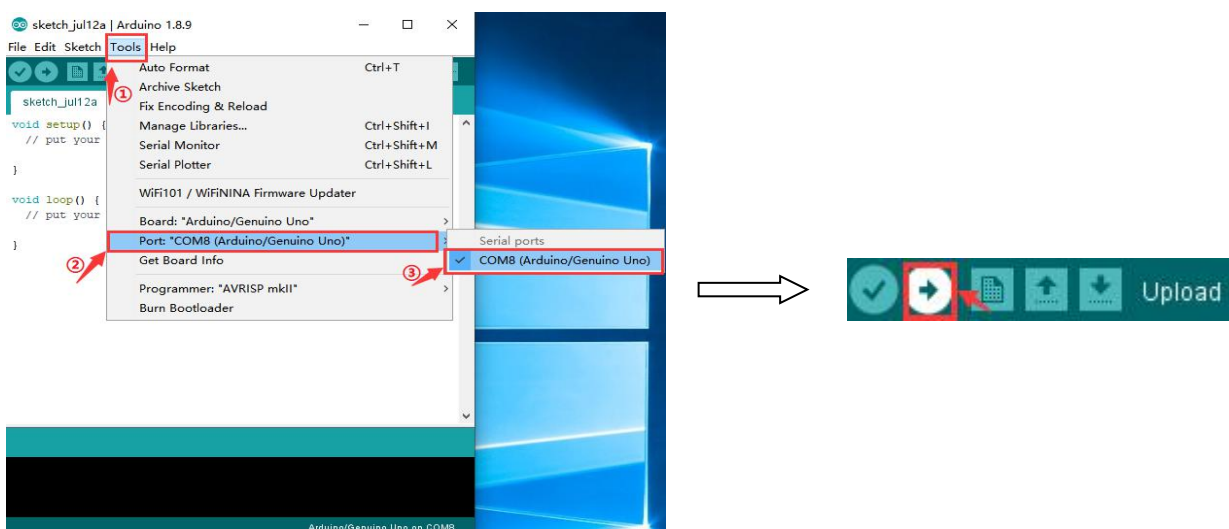 sketch_jul12a | Arduino 1.8.9
File Edit Sketch Tools Help
sketch_jul12a
void setup() {
// put your
}
void loop() {
// put your
}
①
Auto Format Ctrl+T
Archive Sketch
Fix Encoding & Reload
Manage Libraries... Ctrl+Shift+I
Serial Monitor Ctrl+Shift+M
Serial Plotter Ctrl+Shift+L
WiFi101 / WiFiNINA Firmware Updater
Board: "Arduino/Genuino Uno"
②
Port: "COM8 (Arduino/Genuino Uno)"
Get Board Info
Programmer: "AVRISP mkII"
Burn Bootloader
Serial ports
③
COM8 (Arduino/Genuino Uno)
Arduino/Genuino Uno on COM8
Upload